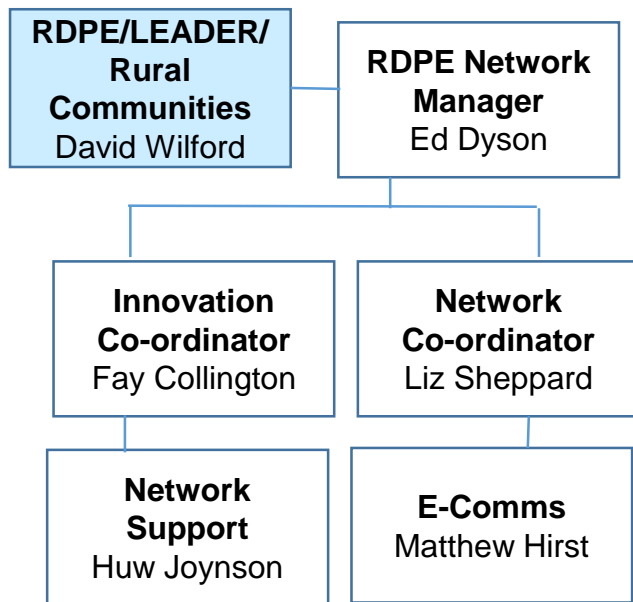 RDPE/LEADER/
Rural
Communities
David Wilford
RDPE Network
Manager
Ed Dyson
Innovation
Co-ordinator
Fay Collington
Network
Co-ordinator
Liz Sheppard
Network
Support
Huw Joynson
E-Comms
Matthew Hirst